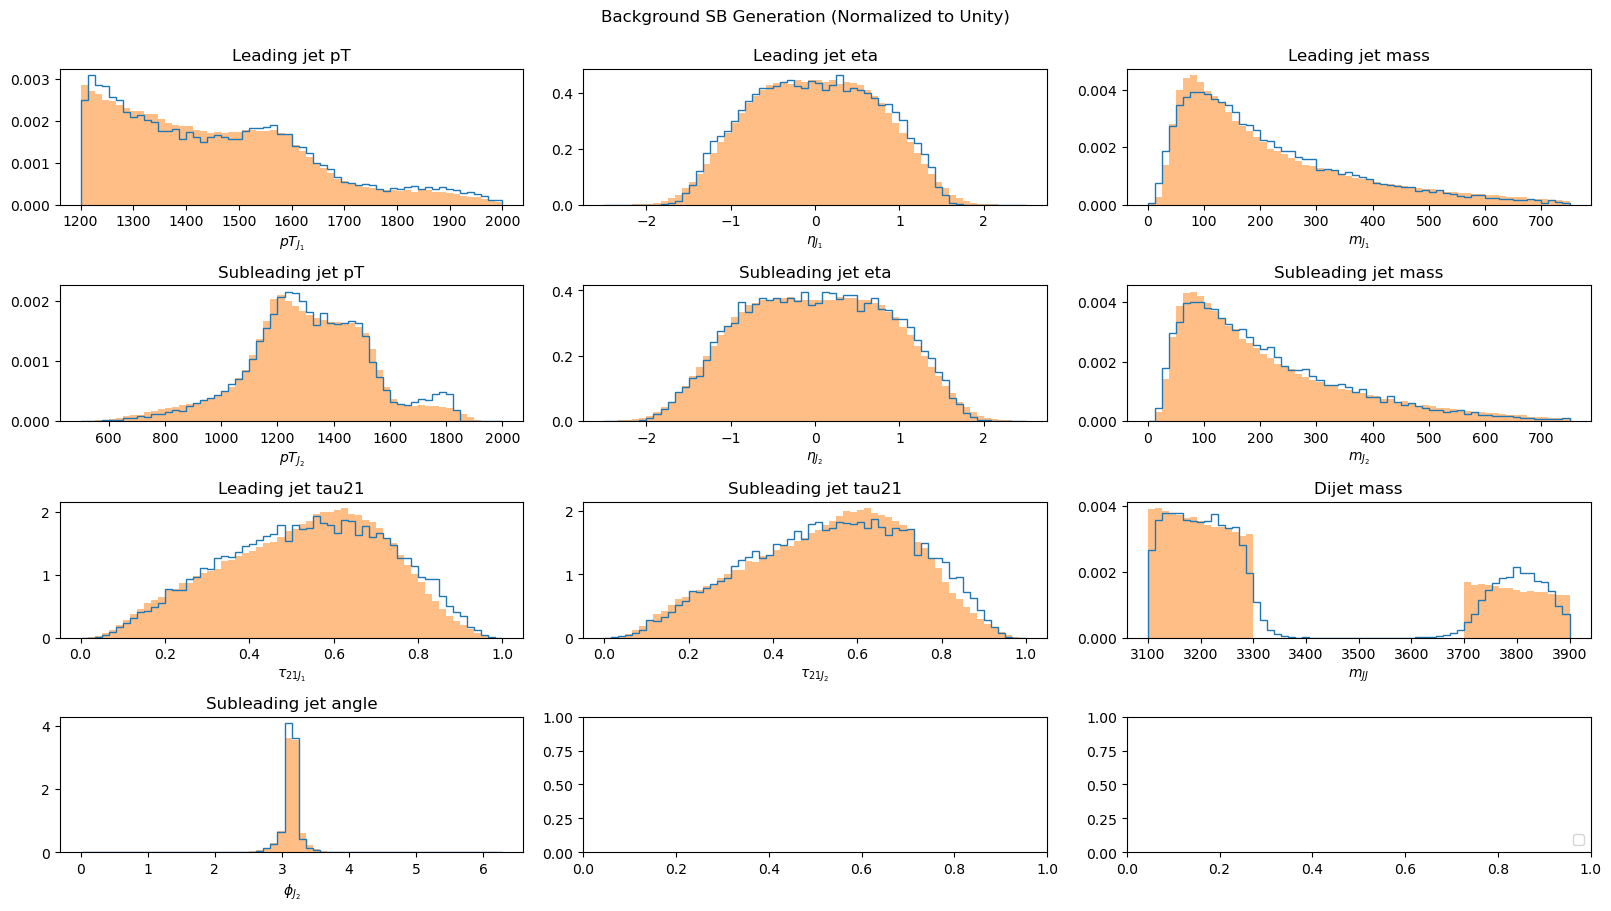 Background SB Generation (Normalized to Unity)
Leading jet pT
Leading jet eta
Leading jet mass
0.003
0.002
0.001
0.000
1200 1300 1400 1500 1600 1700 1800 1900 2000
pT_{J_1}
0.4
0.2
0.0
−2 −1 0 1 2
η_{J_1}
0.004
0.002
0.000
0 100 200 300 400 500 600 700
m_{J_1}
Subleading jet pT
Subleading jet eta
Subleading jet mass
0.002
0.001
0.000
600 800 1000 1200 1400 1600 1800 2000
pT_{J_2}
0.4
0.2
0.0
−2 −1 0 1 2
η_{J_2}
0.004
0.002
0.000
0 100 200 300 400 500 600 700
m_{J_2}
Leading jet tau21
Subleading jet tau21
Dijet mass
2
1
0
0.0 0.2 0.4 0.6 0.8 1.0
τ_{21J_1}
2
1
0
0.0 0.2 0.4 0.6 0.8 1.0
τ_{21J_2}
0.004
0.002
0.000
3100 3200 3300 3400 3500 3600 3700 3800 3900
m_{JJ}
Subleading jet angle
4
2
0
0 1 2 3 4 5 6
ϕ_{J_2}
1.00
0.75
0.50
0.25
0.00
0.0 0.2 0.4 0.6 0.8 1.0
1.00
0.75
0.50
0.25
0.00
0.0 0.2 0.4 0.6 0.8 1.0